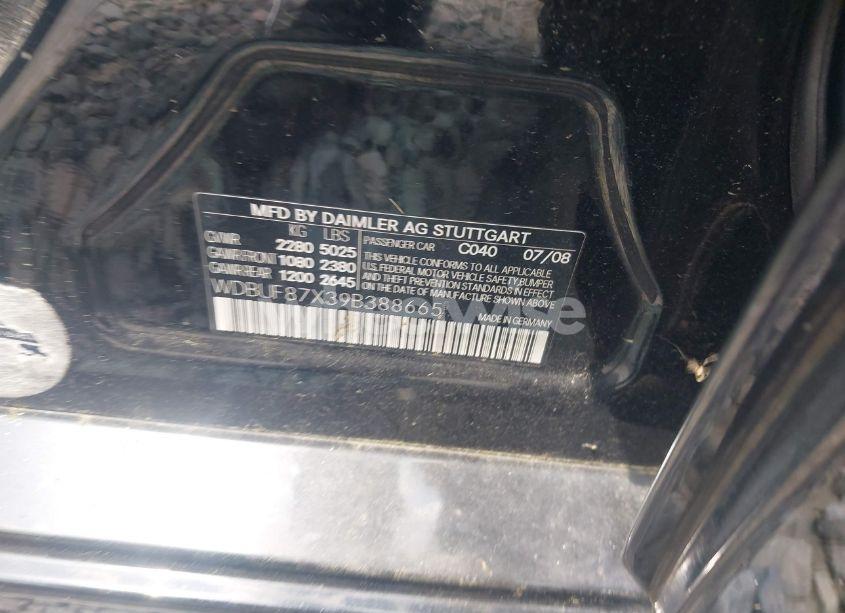 MFD BY DAIMLER AG STUTTGART
KG LBS
GVWR 2280 5025
GAWR FRONT 1080 2380
GAWR REAR 1200 2645
PASSENGER CAR C040 07/08
THIS VEHICLE CONFORMS TO ALL APPLICABLE
U.S. FEDERAL MOTOR VEHICLE SAFETY, BUMPER
AND THEFT PREVENTION STANDARDS IN EFFECT
ON THE DATE OF MANUFACTURE SHOWN ABOVE.
WDBUF87X39B388665
MADE IN GERMANY